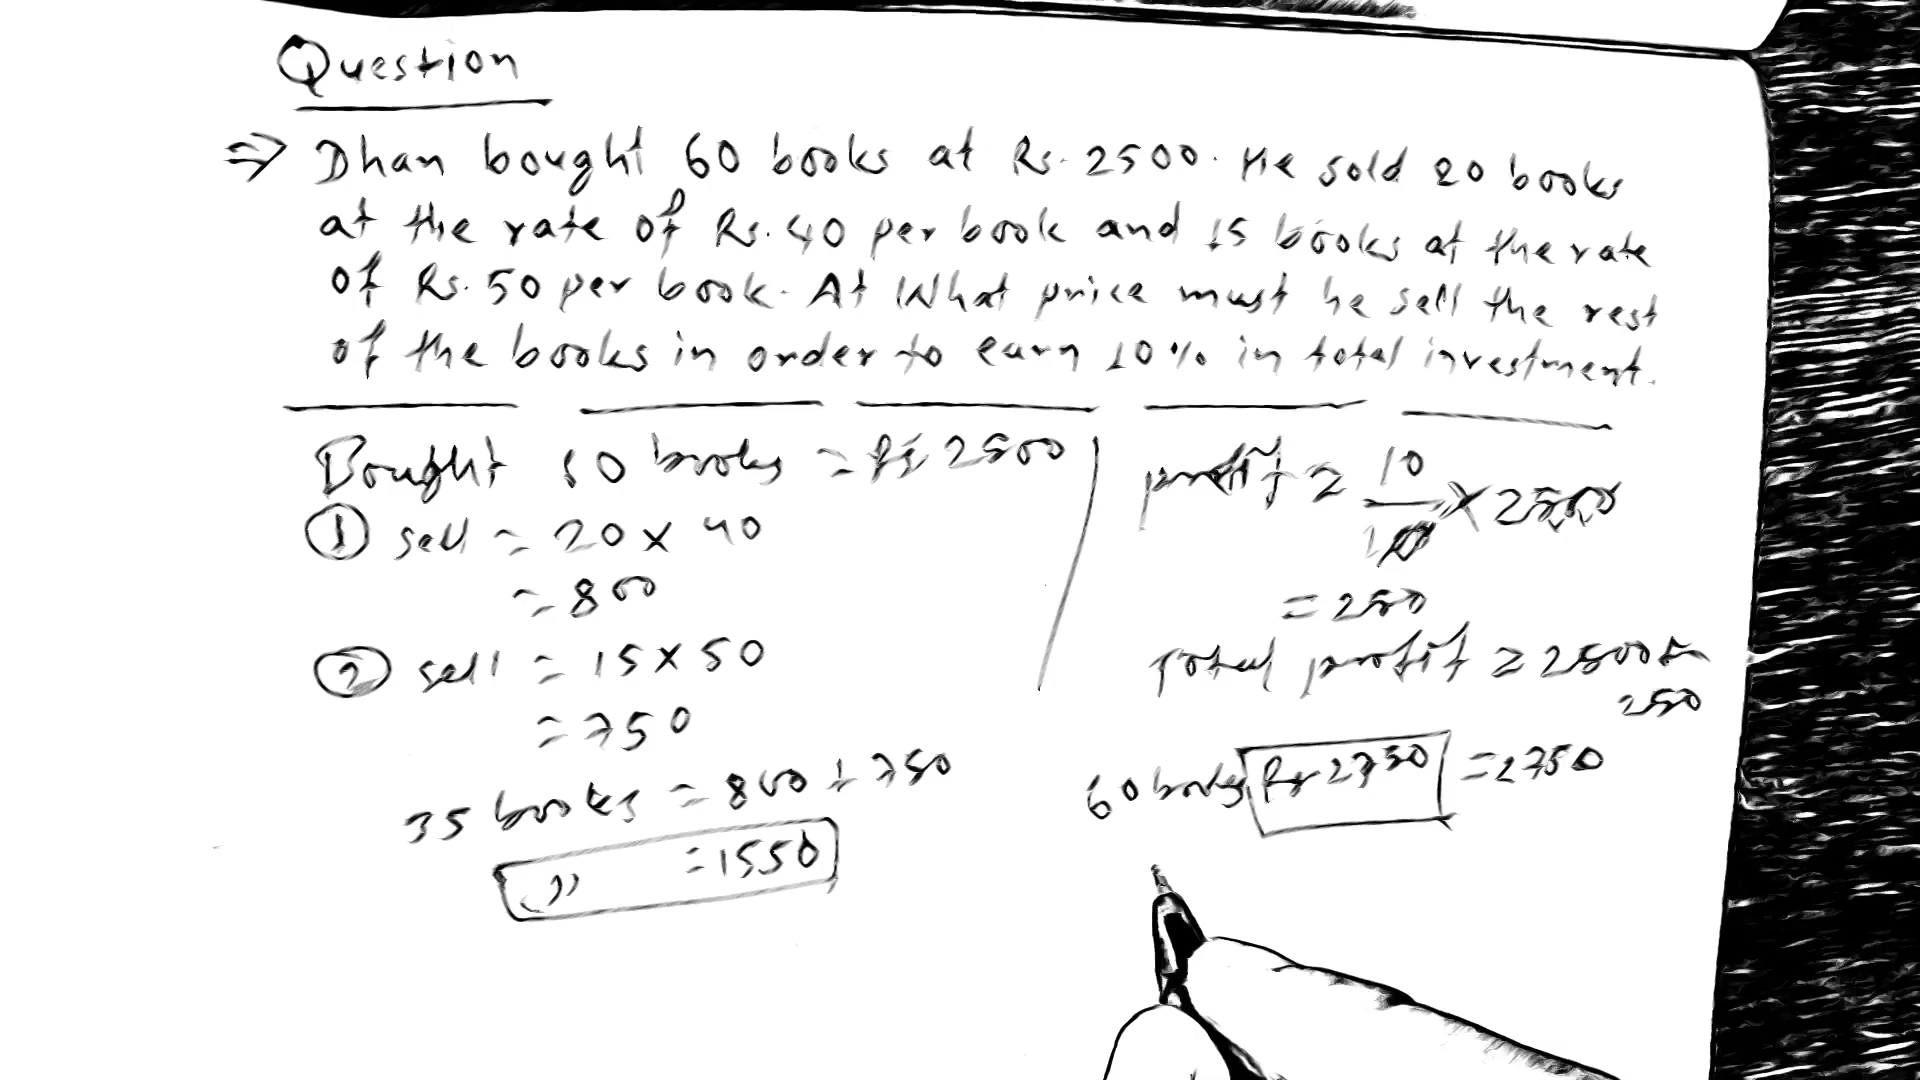 Question
⇒ Dhan bought 60 books at Rs. 2500. He sold 20 books
at the rate of Rs. 40 per book and 15 books at the rate
of Rs. 50 per book. At What price must he sell the rest
of the books in order to earn 10% in total investment.
Bought 60 books = Rs 2500
① sell = 20 x 40
= 800
② sell = 15 x 50
= 750
35 books = 800 + 750
" = 1550
profit = 10/100 x 2500
= 250
Total profit = 2500 +
250
60 books Rs 2750 = 2750